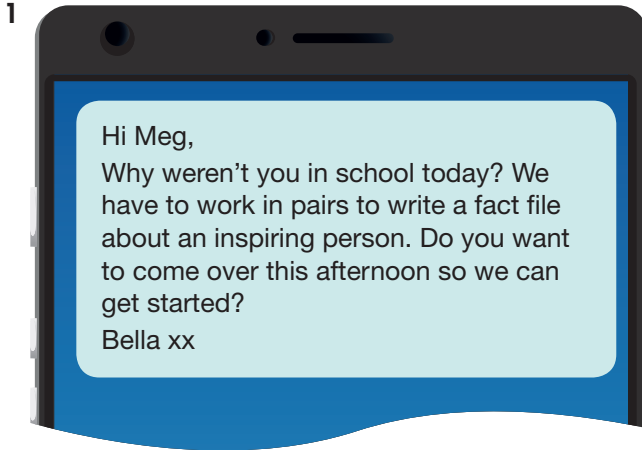 1
Hi Meg,
Why weren't you in school today? We
have to work in pairs to write a fact file
about an inspiring person. Do you want
to come over this afternoon so we can
get started?
Bella xx